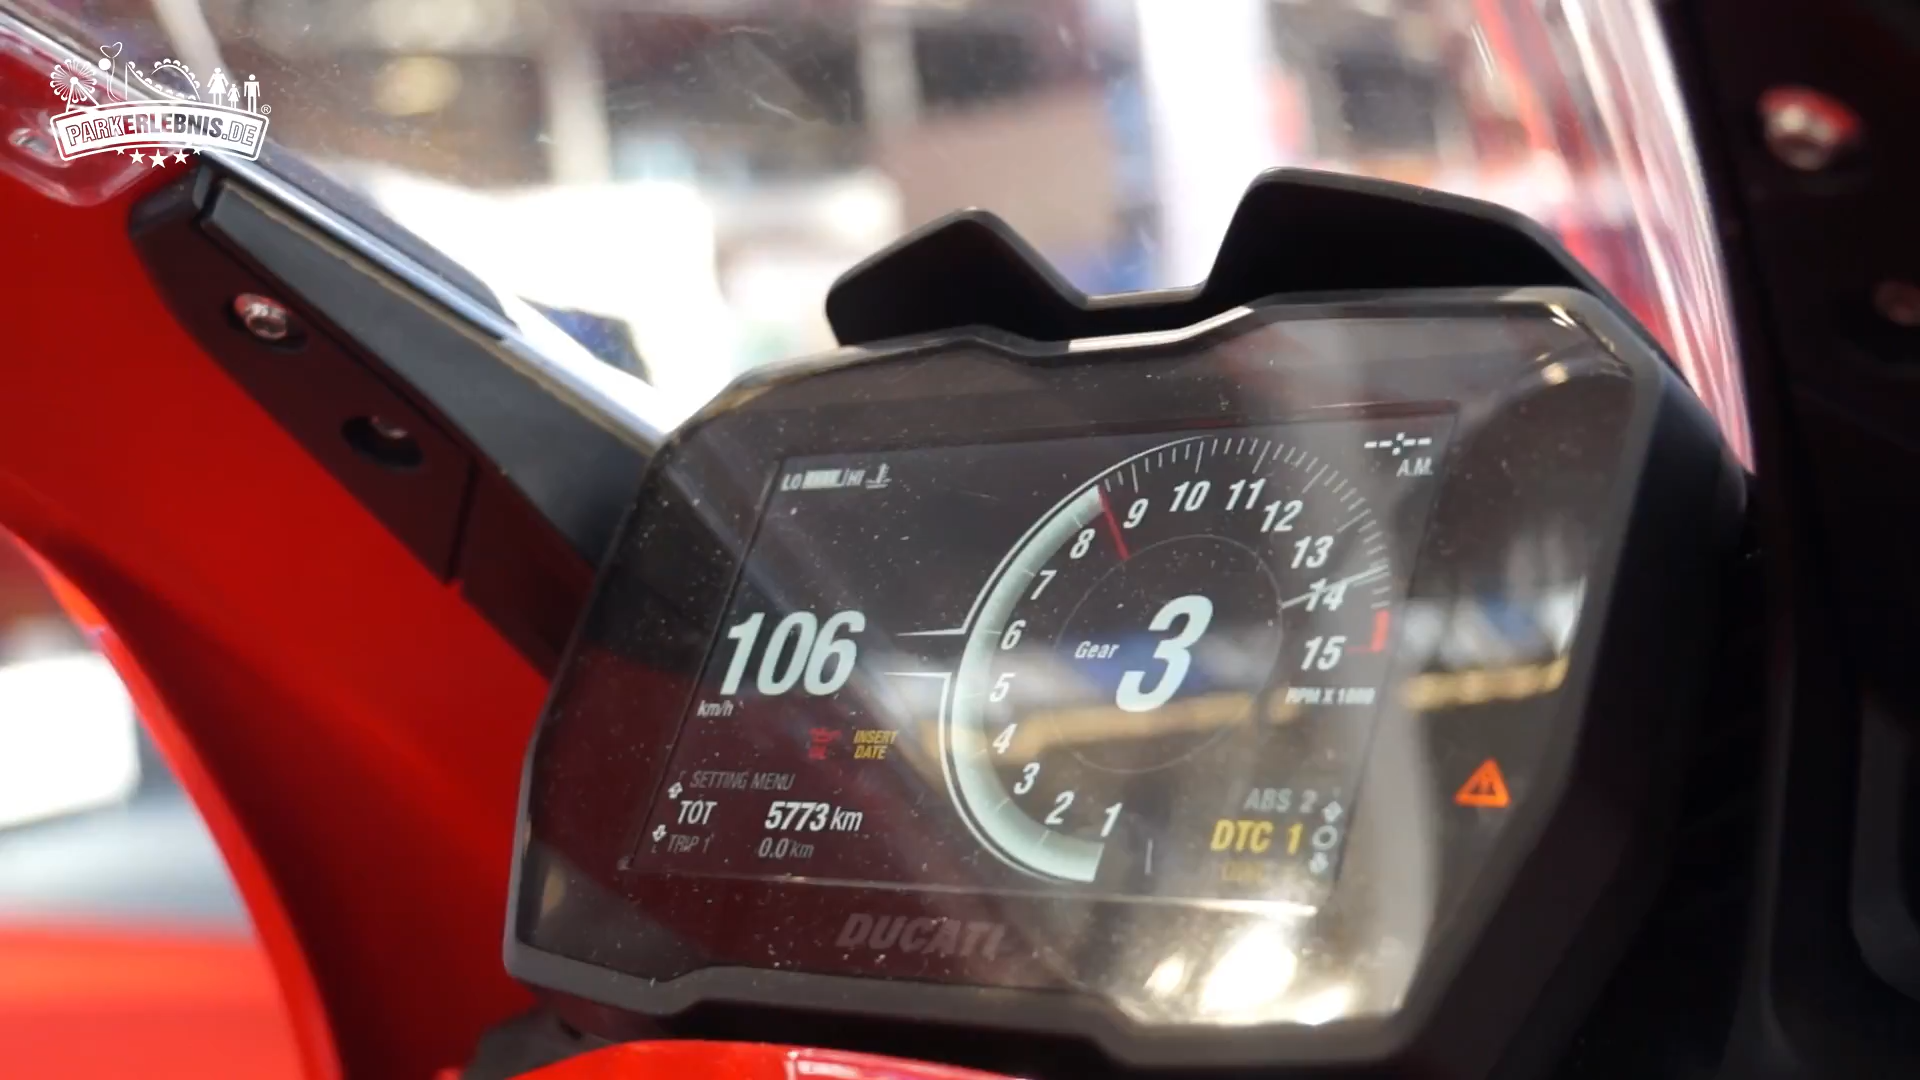 PARKERLEBNIS.DE
®
LO HI
--:--
A.M.
106
km/h
INSERT
DATE
SETTING MENU
TOT 5773 km
TRIP 1 0.0 km
1
2
3
4
5
6
7
8
9
10
11
12
13
14
15
RPM X 1000
Gear 3
ABS 2
DTC 1
DUCATI